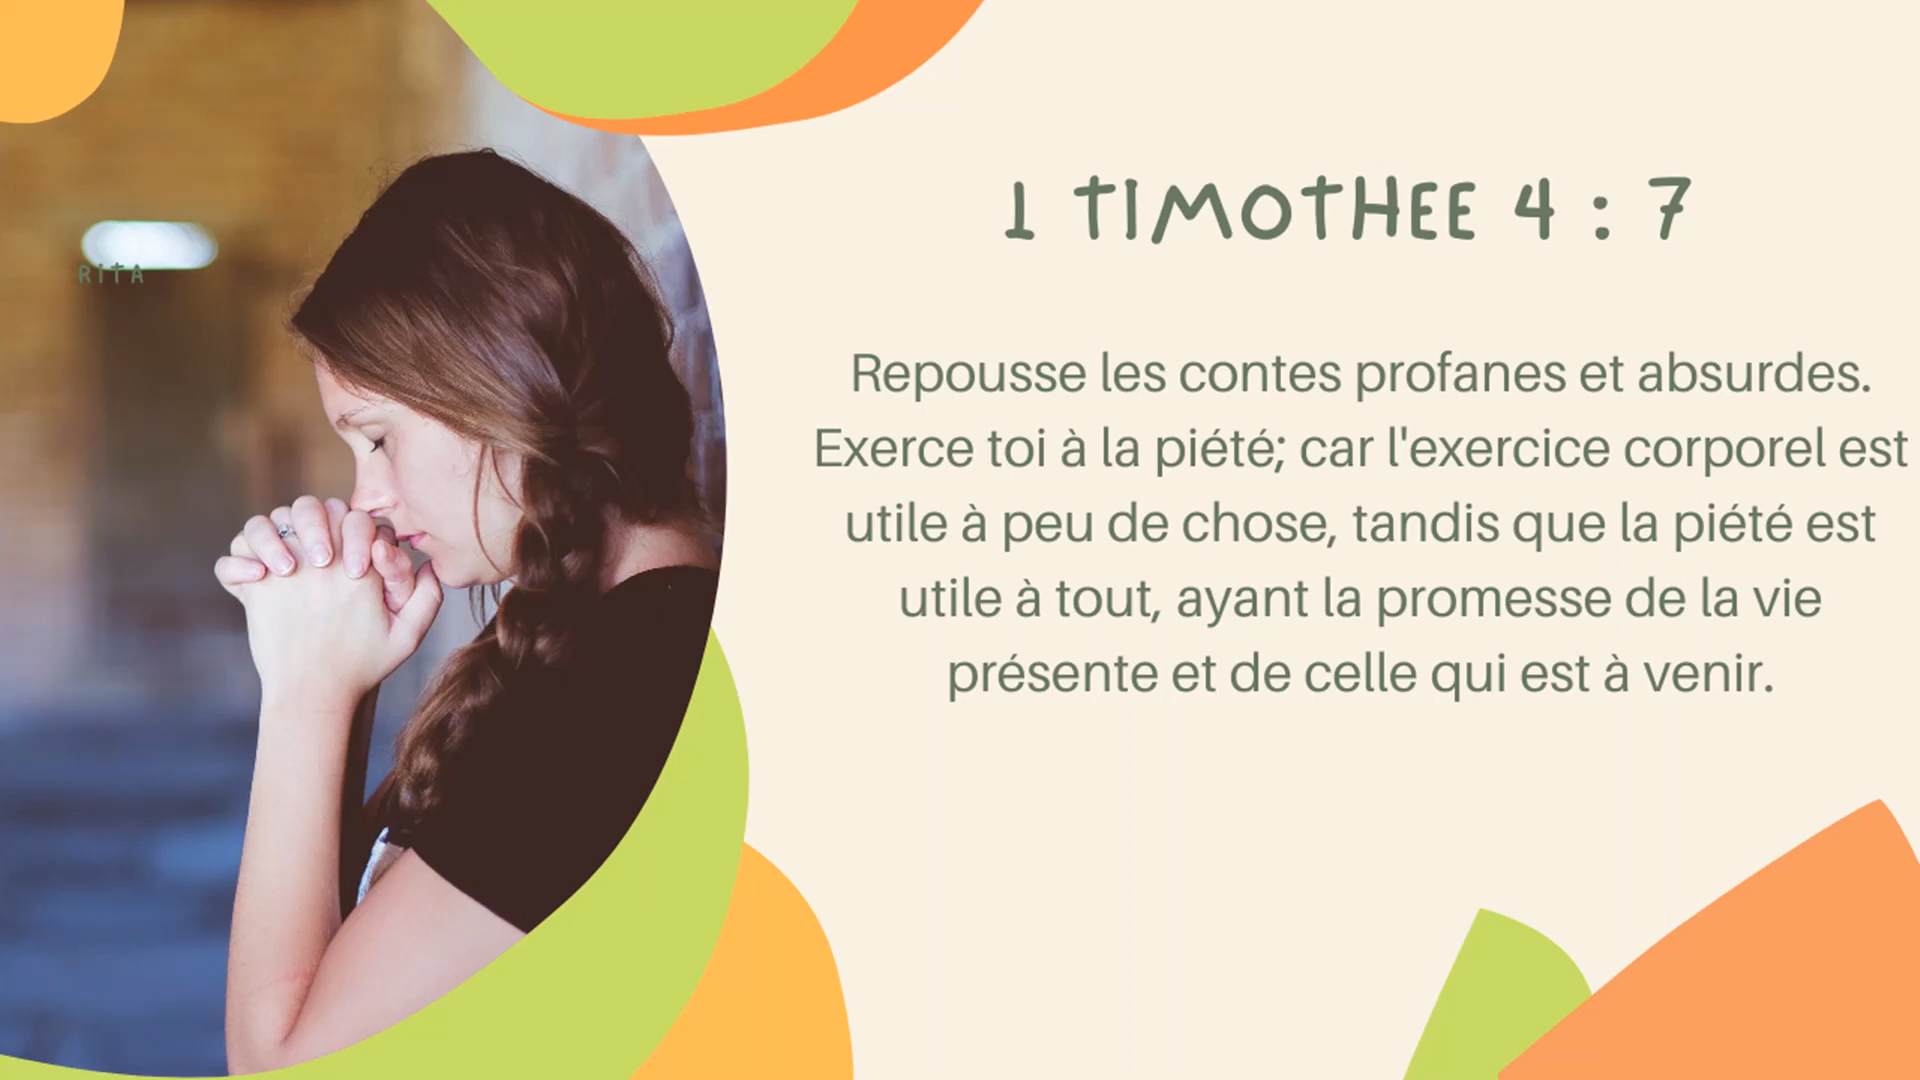 RITA
1 TIMOTHEE 4 : 7
Repousse les contes profanes et absurdes.
Exerce toi à la piété; car l'exercice corporel est
utile à peu de chose, tandis que la piété est
utile à tout, ayant la promesse de la vie
présente et de celle qui est à venir.